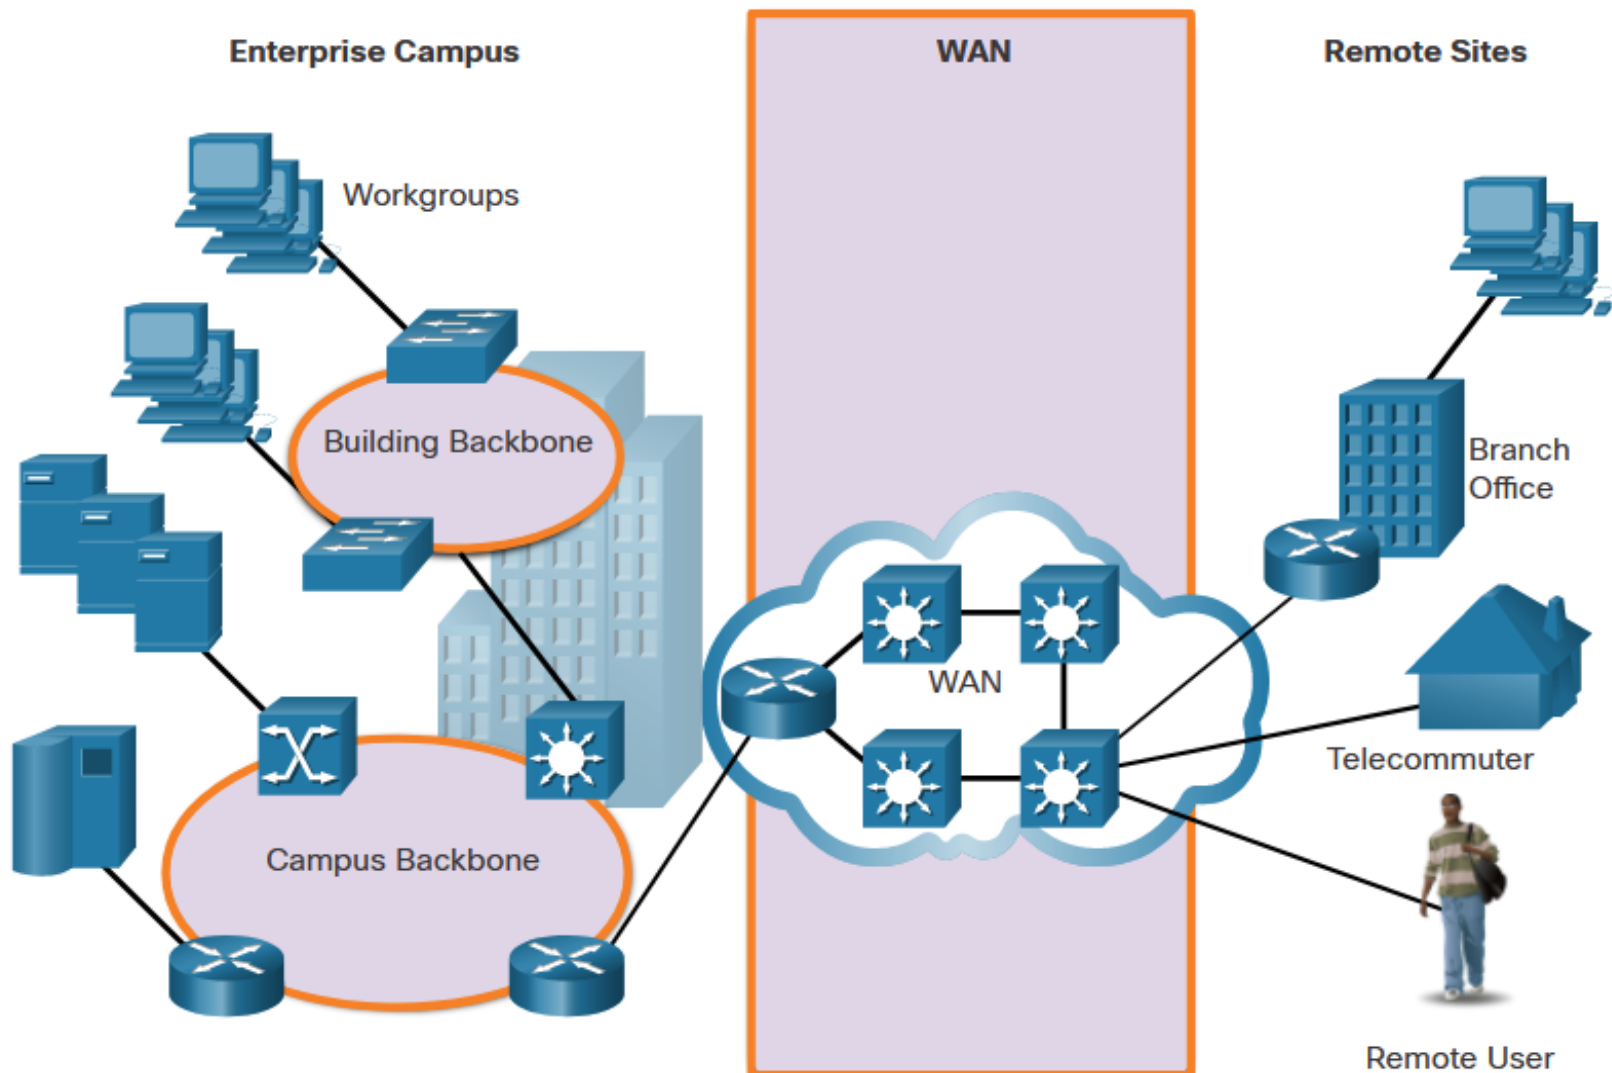 Enterprise Campus
WAN
Remote Sites
Workgroups
Building Backbone
Branch
Office
WAN
Telecommuter
Campus Backbone
Remote User